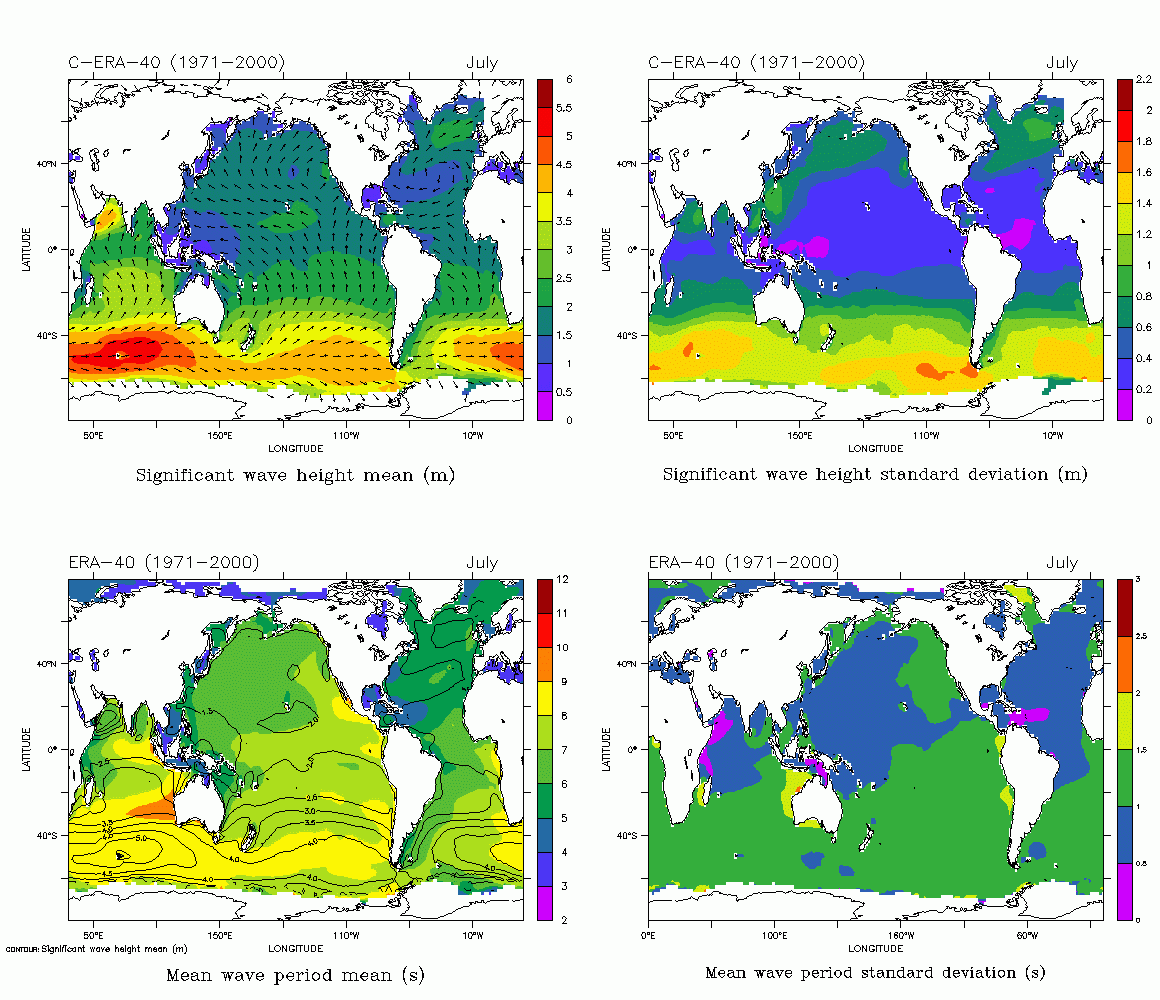 C-ERA-40 (1971-2000) July
6
5.5
5
4.5
4
3.5
3
2.5
2
1.5
1
0.5
0
40°N
0°
40°S
LATITUDE
50°E 150°E 110°W 10°W
LONGITUDE
Significant wave height mean (m)
C-ERA-40 (1971-2000) July
2.2
2
1.8
1.6
1.4
1.2
1
0.8
0.6
0.4
0.2
0
40°N
0°
40°S
LATITUDE
50°E 150°E 110°W 10°W
LONGITUDE
Significant wave height standard deviation (m)
ERA-40 (1971-2000) July
12
11
10
9
8
7
6
5
4
3
2
40°N
0°
40°S
LATITUDE
50°E 150°E 110°W 10°W
LONGITUDE
CONTOUR: Significant wave height mean (m)
Mean wave period mean (s)
ERA-40 (1971-2000) July
3
2.5
2
1.5
1
0.5
0
40°N
0°
40°S
LATITUDE
0°E 100°E 160°W 60°W
LONGITUDE
Mean wave period standard deviation (s)